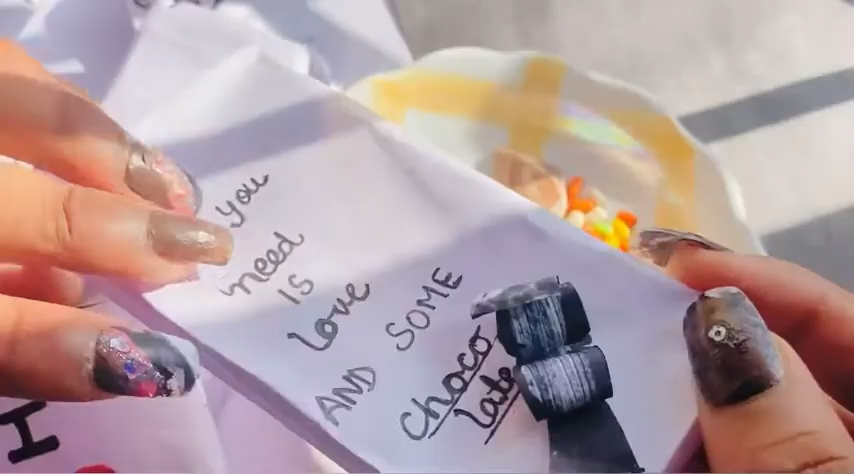 you
need
IS
Love
AND SOME
Choco
late
H